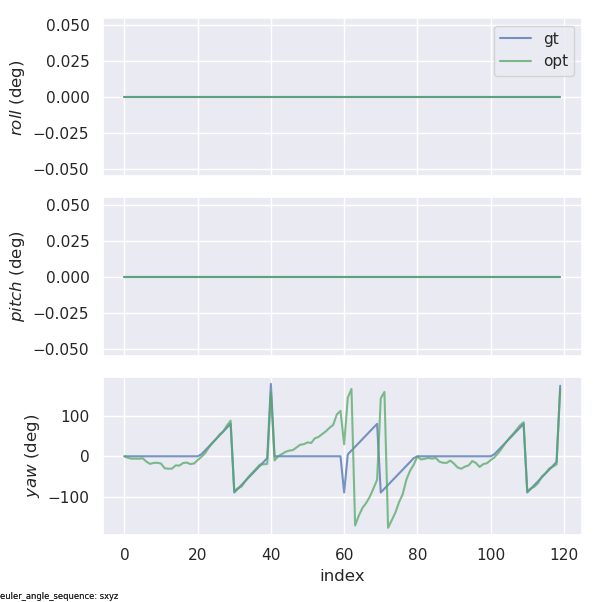 0.050
0.025
0.000
−0.025
−0.050
roll (deg)
gt
opt
0.050
0.025
0.000
−0.025
−0.050
pitch (deg)
100
0
−100
yaw (deg)
0 20 40 60 80 100 120
index
euler_angle_sequence: sxyz